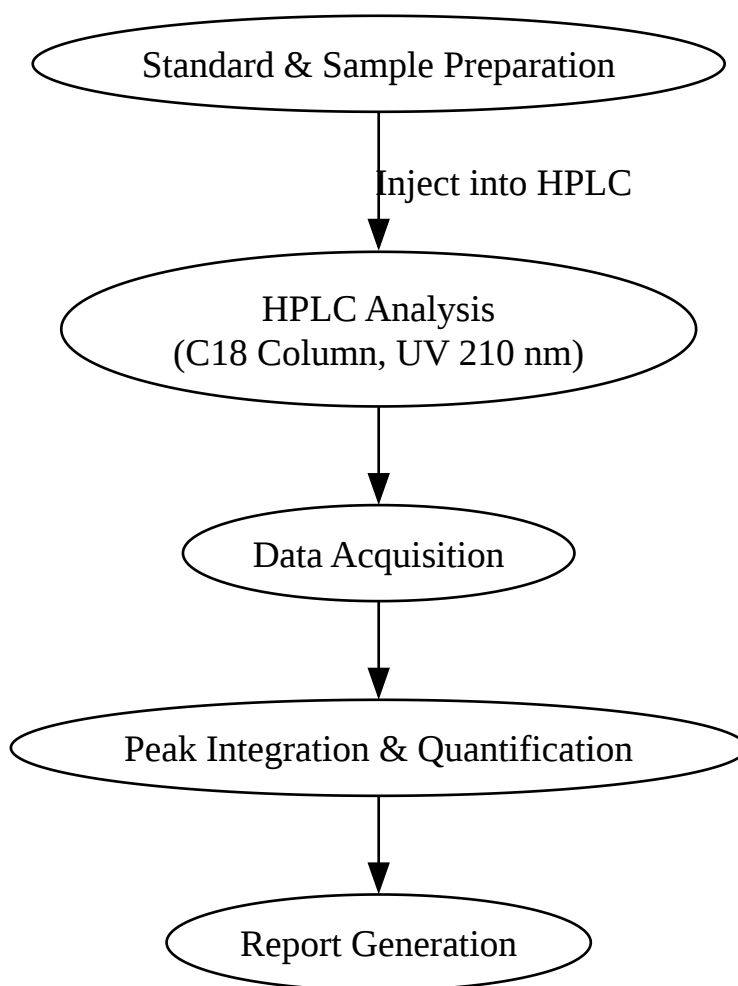 Standard & Sample Preparation
Inject into HPLC
HPLC Analysis
(C18 Column, UV 210 nm)
Data Acquisition
Peak Integration & Quantification
Report Generation